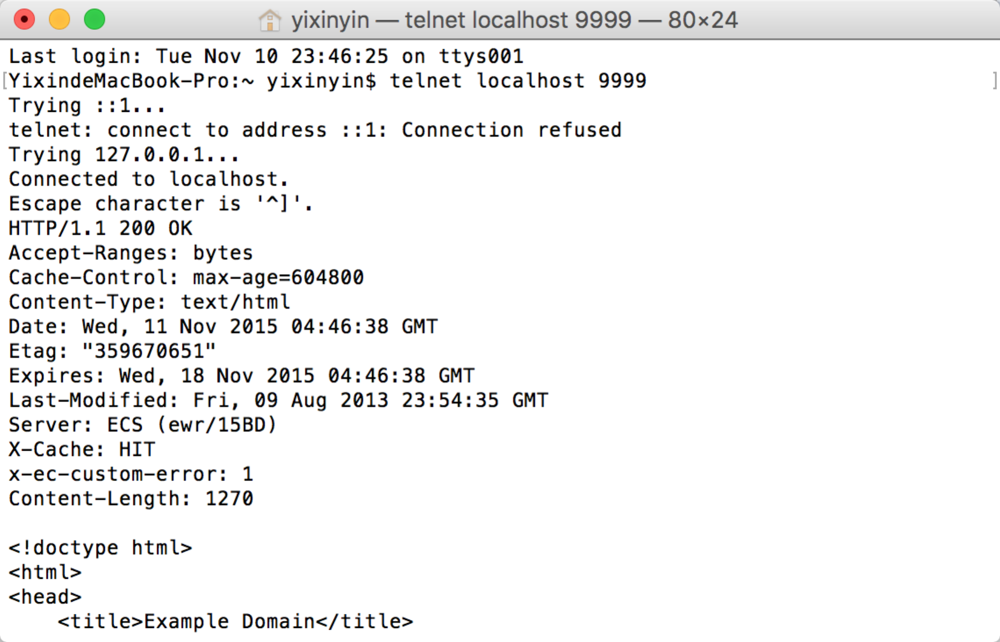 yixinyin — telnet localhost 9999 — 80×24
Last login: Tue Nov 10 23:46:25 on ttys001
[YixindeMacBook-Pro:~ yixinyin$ telnet localhost 9999 ]
Trying ::1...
telnet: connect to address ::1: Connection refused
Trying 127.0.0.1...
Connected to localhost.
Escape character is '^]'.
HTTP/1.1 200 OK
Accept-Ranges: bytes
Cache-Control: max-age=604800
Content-Type: text/html
Date: Wed, 11 Nov 2015 04:46:38 GMT
Etag: "359670651"
Expires: Wed, 18 Nov 2015 04:46:38 GMT
Last-Modified: Fri, 09 Aug 2013 23:54:35 GMT
Server: ECS (ewr/15BD)
X-Cache: HIT
x-ec-custom-error: 1
Content-Length: 1270

<!doctype html>
<html>
<head>
    <title>Example Domain</title>